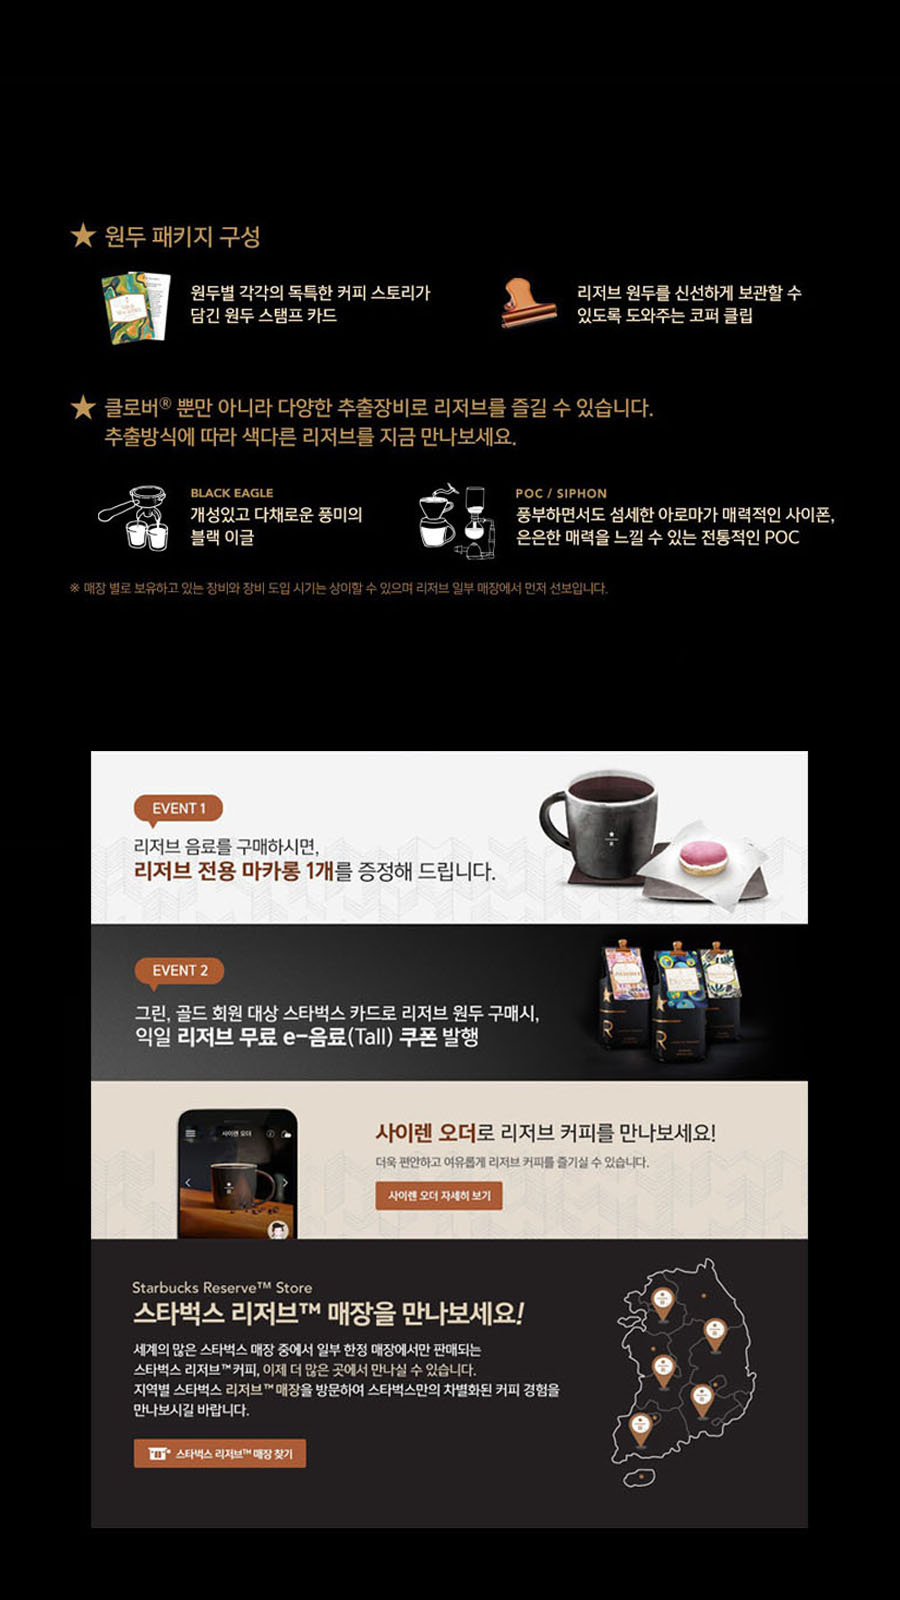 ★ 원두 패키지 구성
원두별 각각의 독특한 커피 스토리가
담긴 원두 스탬프 카드
리저브 원두를 신선하게 보관할 수
있도록 도와주는 코퍼 클립
★ 클로버® 뿐만 아니라 다양한 추출장비로 리저브를 즐길 수 있습니다.
추출방식에 따라 색다른 리저브를 지금 만나보세요.
BLACK EAGLE
개성있고 다채로운 풍미의
블랙 이글
POC / SIPHON
풍부하면서도 섬세한 아로마가 매력적인 사이폰,
은은한 매력을 느낄 수 있는 전통적인 POC
※ 매장 별로 보유하고 있는 장비와 장비 도입 시기는 상이할 수 있으며 리저브 일부 매장에서 먼저 선보입니다.
EVENT 1
리저브 음료를 구매하시면,
리저브 전용 마카롱 1개를 증정해 드립니다.
EVENT 2
그린, 골드 회원 대상 스타벅스 카드로 리저브 원두 구매시,
익일 리저브 무료 e-음료(Tall) 쿠폰 발행
R
R
사이렌 오더
사이렌 오더로 리저브 커피를 만나보세요!
더욱 편안하고 여유롭게 리저브 커피를 즐기실 수 있습니다.
사이렌 오더 자세히 보기
Starbucks Reserve™ Store
스타벅스 리저브™ 매장을 만나보세요!
세계의 많은 스타벅스 매장 중에서 일부 한정 매장에서만 판매되는
스타벅스 리저브™ 커피, 이제 더 많은 곳에서 만나실 수 있습니다.
지역별 스타벅스 리저브™ 매장을 방문하여 스타벅스만의 차별화된 커피 경험을
만나보시길 바랍니다.
스타벅스 리저브™ 매장 찾기